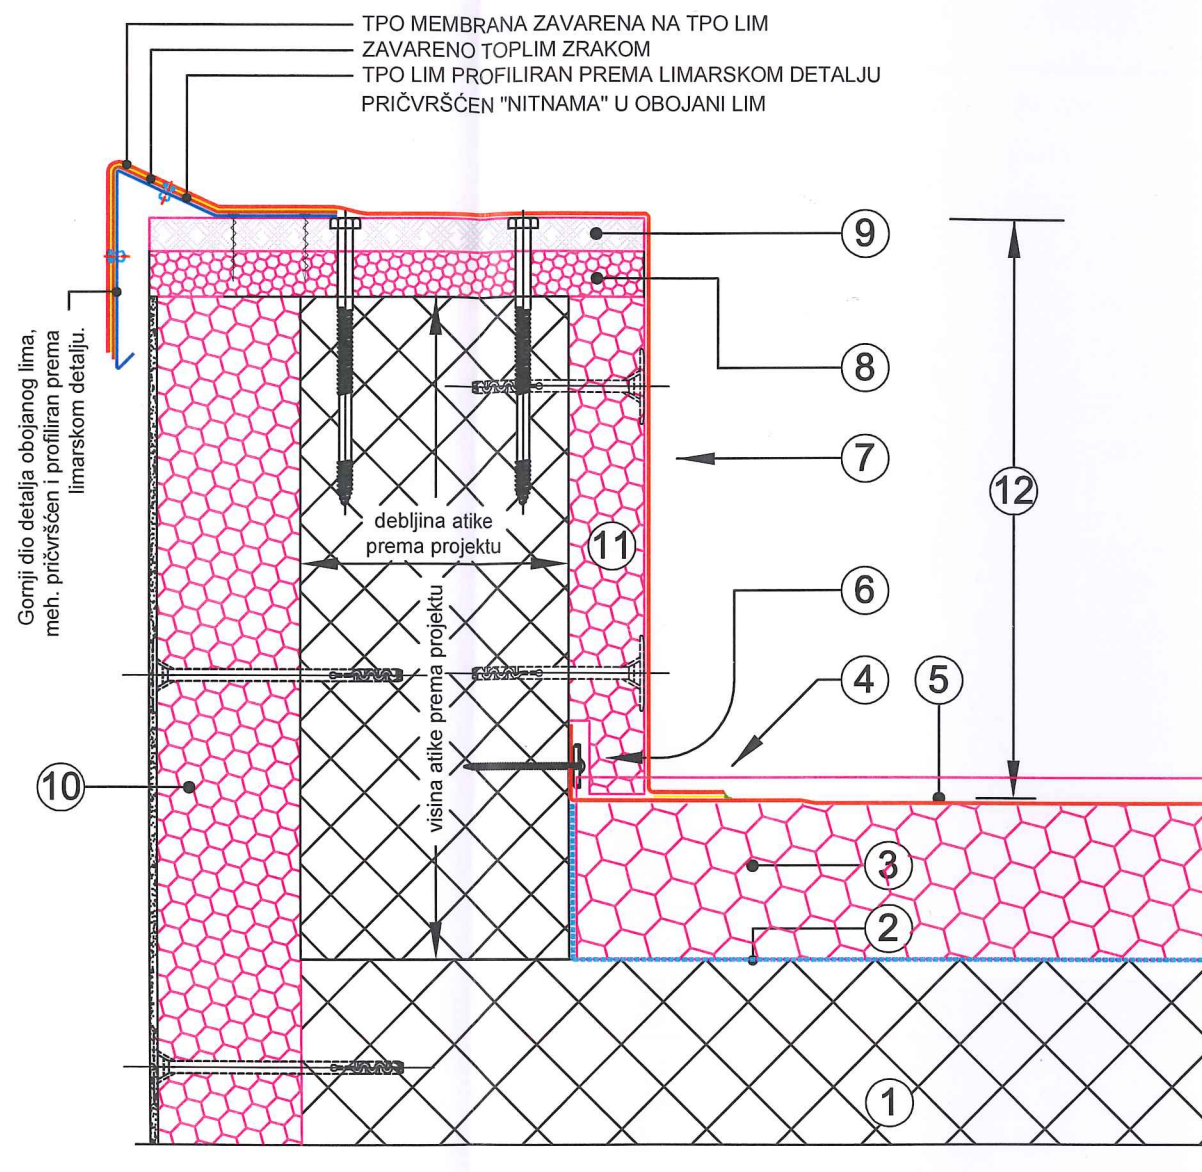 TPO MEMBRANA ZAVARENA NA TPO LIM
ZAVARENO TOPLIM ZRAKOM
TPO LIM PROFILIRAN PREMA LIMARSKOM DETALJU
PRIČVRŠĆEN "NITNAMA" U OBOJANI LIM
Gornji dio detalja obojanog lima,
meh. pričvršćen i profiliran prema
limarskom detalju.
9
8
7
12
debljina atike
prema projektu
11
6
visina atike prema projektu
4
5
10
3
2
1